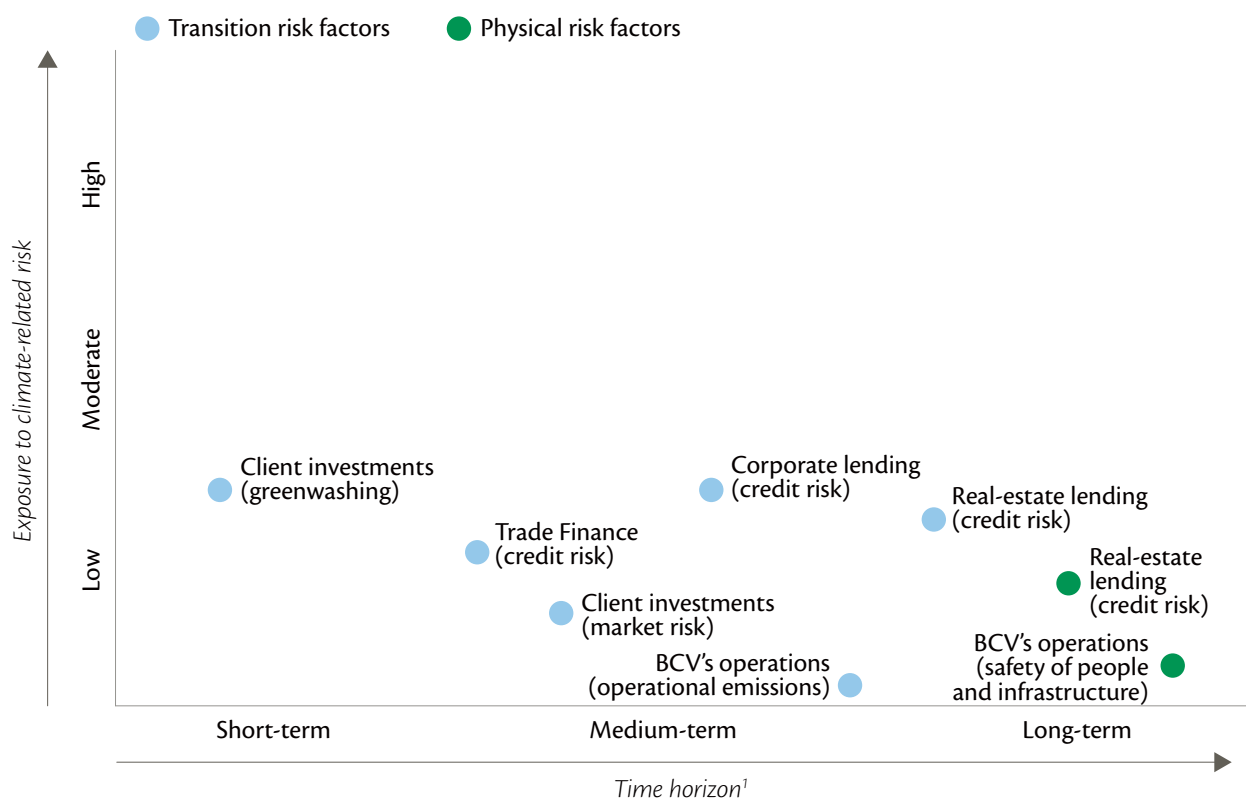 Transition risk factors
Physical risk factors
Exposure to climate-related risk
High
Moderate
Low
Client investments
(greenwashing)
Trade Finance
(credit risk)
Client investments
(market risk)
Corporate lending
(credit risk)
BCV’s operations
(operational emissions)
Real-estate lending
(credit risk)
Real-estate
lending
(credit risk)
BCV’s operations
(safety of people
and infrastructure)
Short-term
Medium-term
Long-term
Time horizon¹